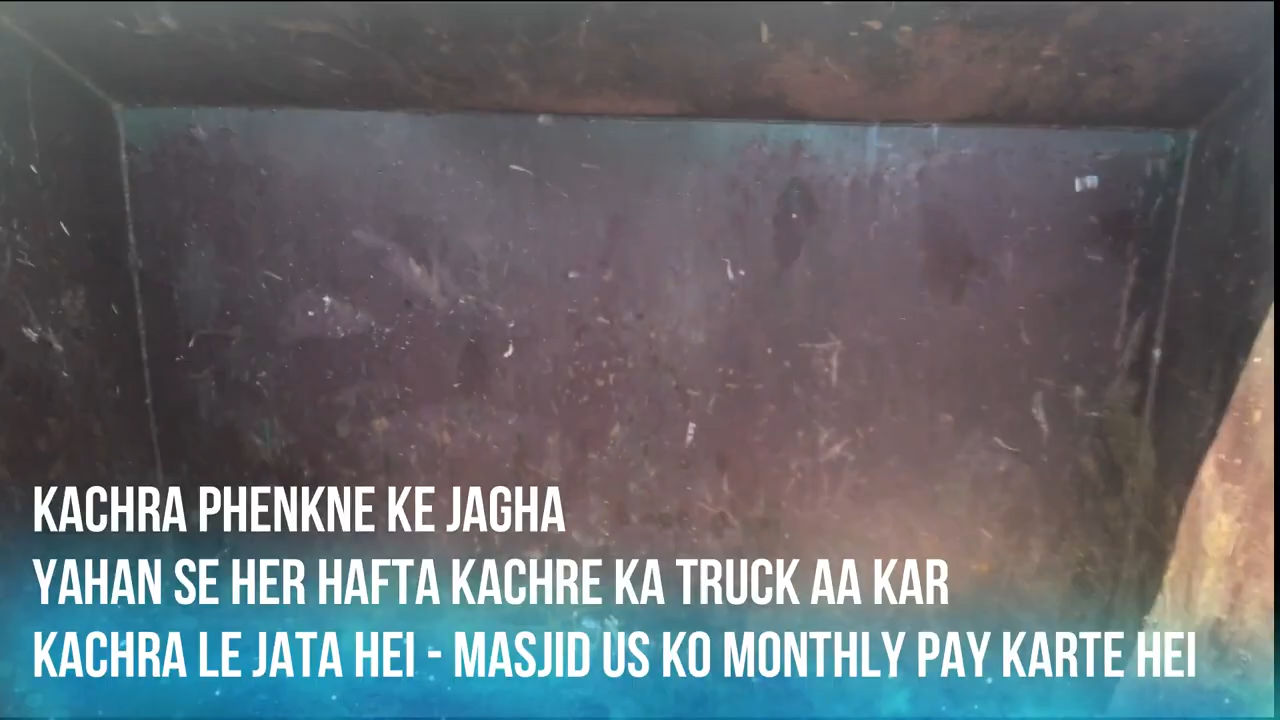 KACHRA PHENKNE KE JAGHA
YAHAN SE HER HAFTA KACHRE KA TRUCK AA KAR
KACHRA LE JATA HEI - MASJID US KO MONTHLY PAY KARTE HEI